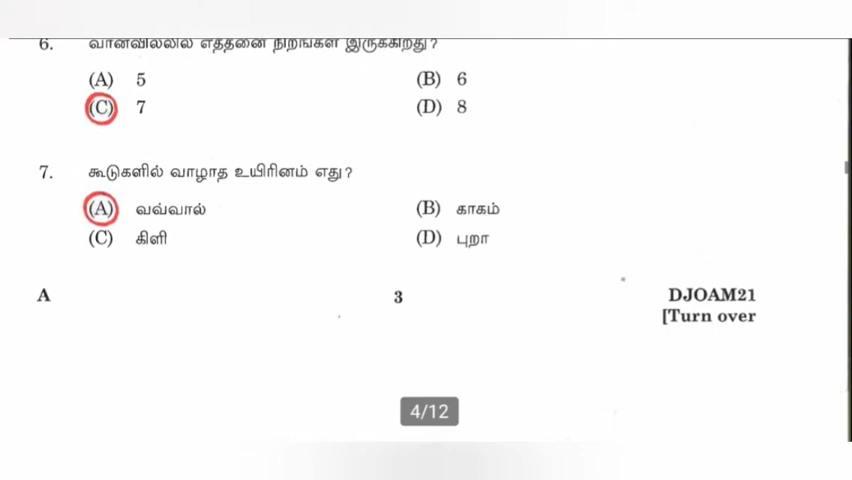 6. வானவில்லில் எத்தனை நிறங்கள் இருக்கிறது?
(A) 5 (B) 6
(C) 7 (D) 8
7. கூடுகளில் வாழாத உயிரினம் எது?
(A) வவ்வால் (B) காகம்
(C) கிளி (D) புறா
A 3 DJOAM21
[Turn over
4/12